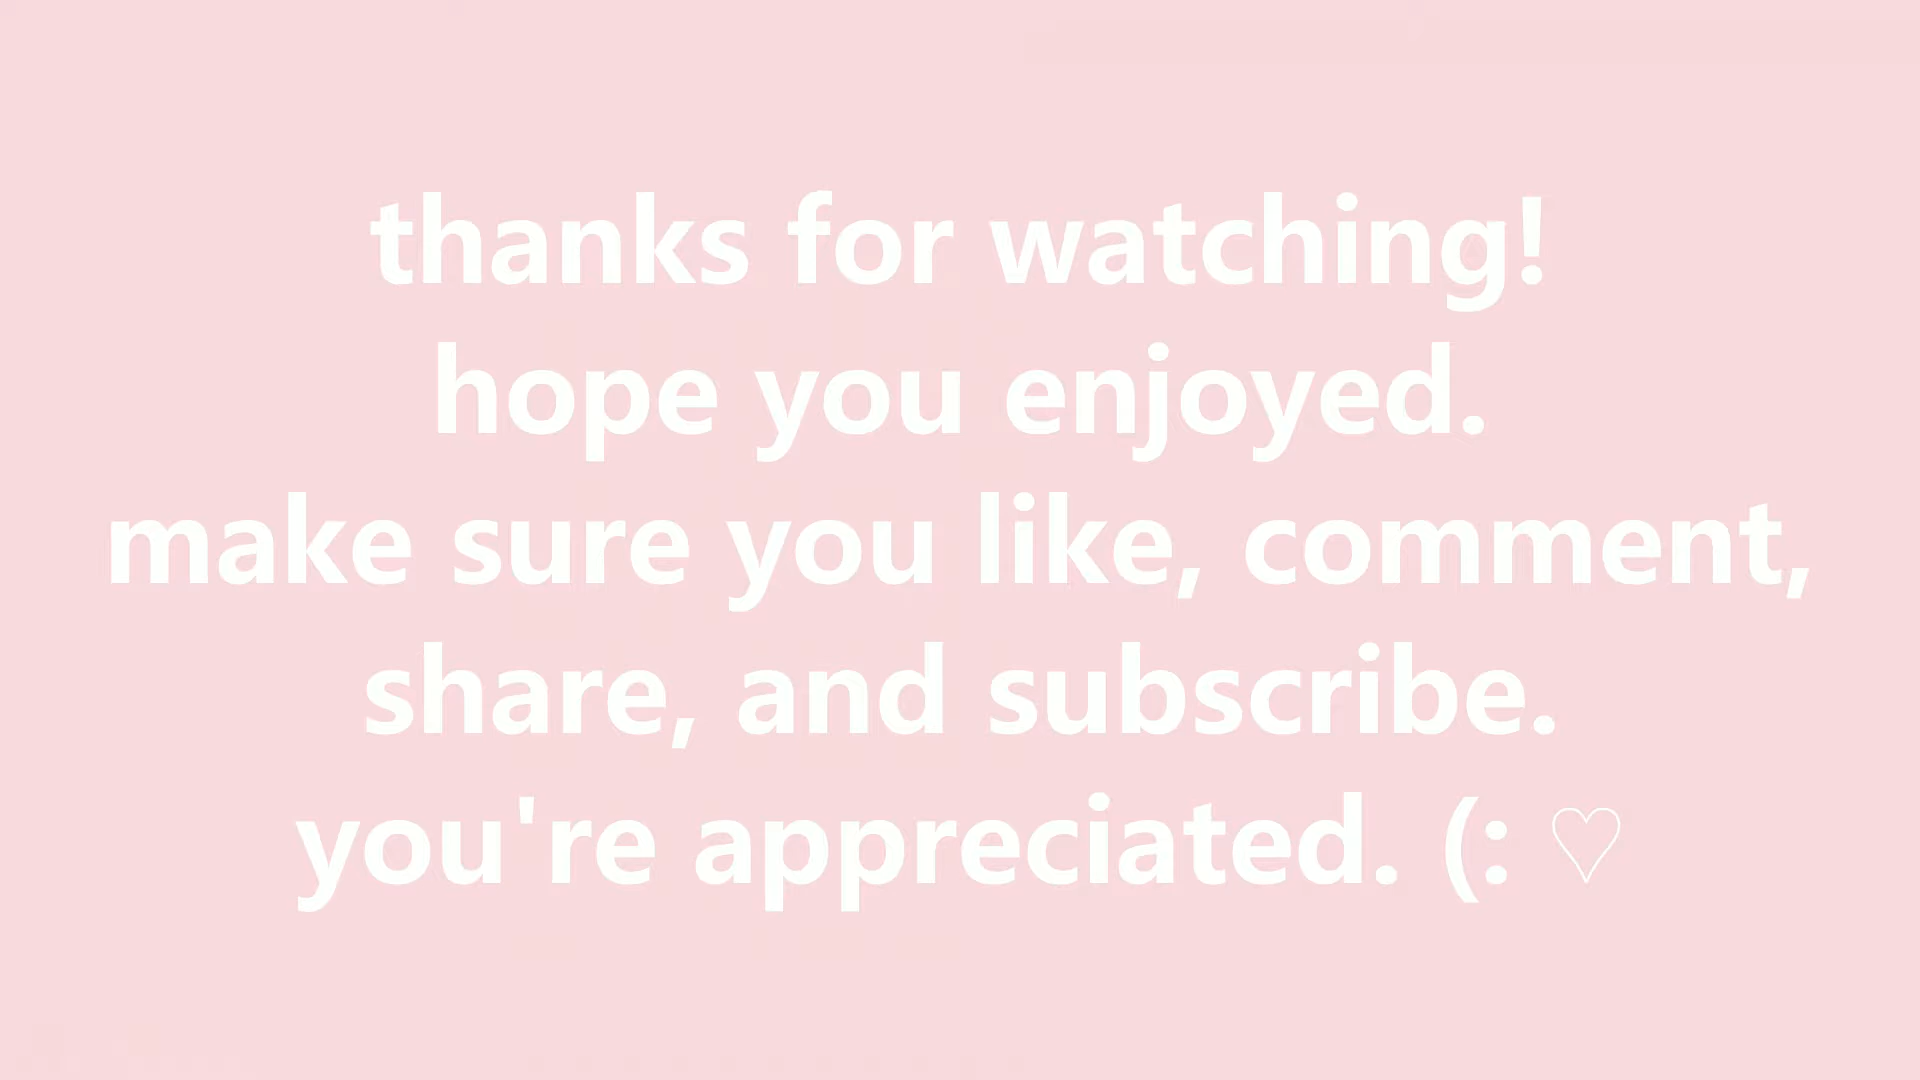 thanks for watching!
hope you enjoyed.
make sure you like, comment,
share, and subscribe.
you're appreciated. (: ♡